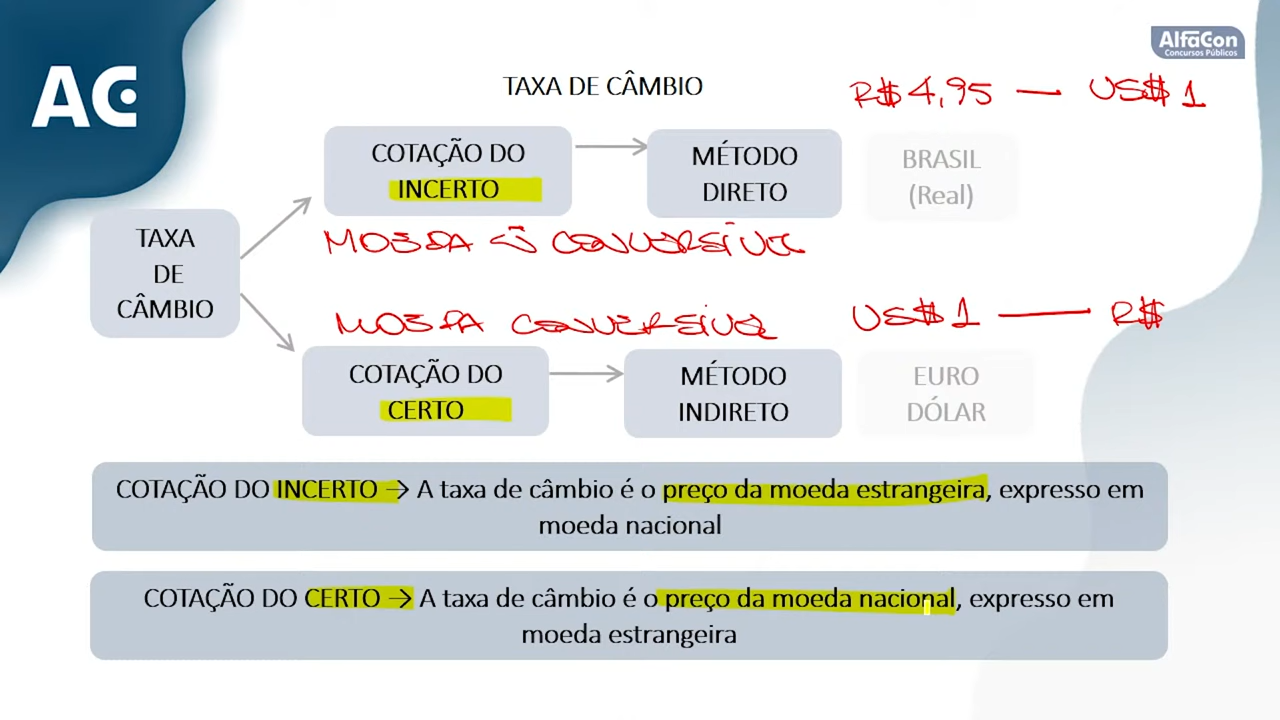 AlfaCon
Concursos Públicos
AC
TAXA DE CÂMBIO
R$ 4,95 — US$ 1
COTAÇÃO DO
INCERTO
MÉTODO
DIRETO
BRASIL
(Real)
TAXA
DE
CÂMBIO
MOEDA Ñ CONVERSÍVEL
MOEDA CONVERSÍVEL
US$ 1 — R$
COTAÇÃO DO
CERTO
MÉTODO
INDIRETO
EURO
DÓLAR
COTAÇÃO DO INCERTO → A taxa de câmbio é o preço da moeda estrangeira, expresso em
moeda nacional
COTAÇÃO DO CERTO → A taxa de câmbio é o preço da moeda nacional, expresso em
moeda estrangeira